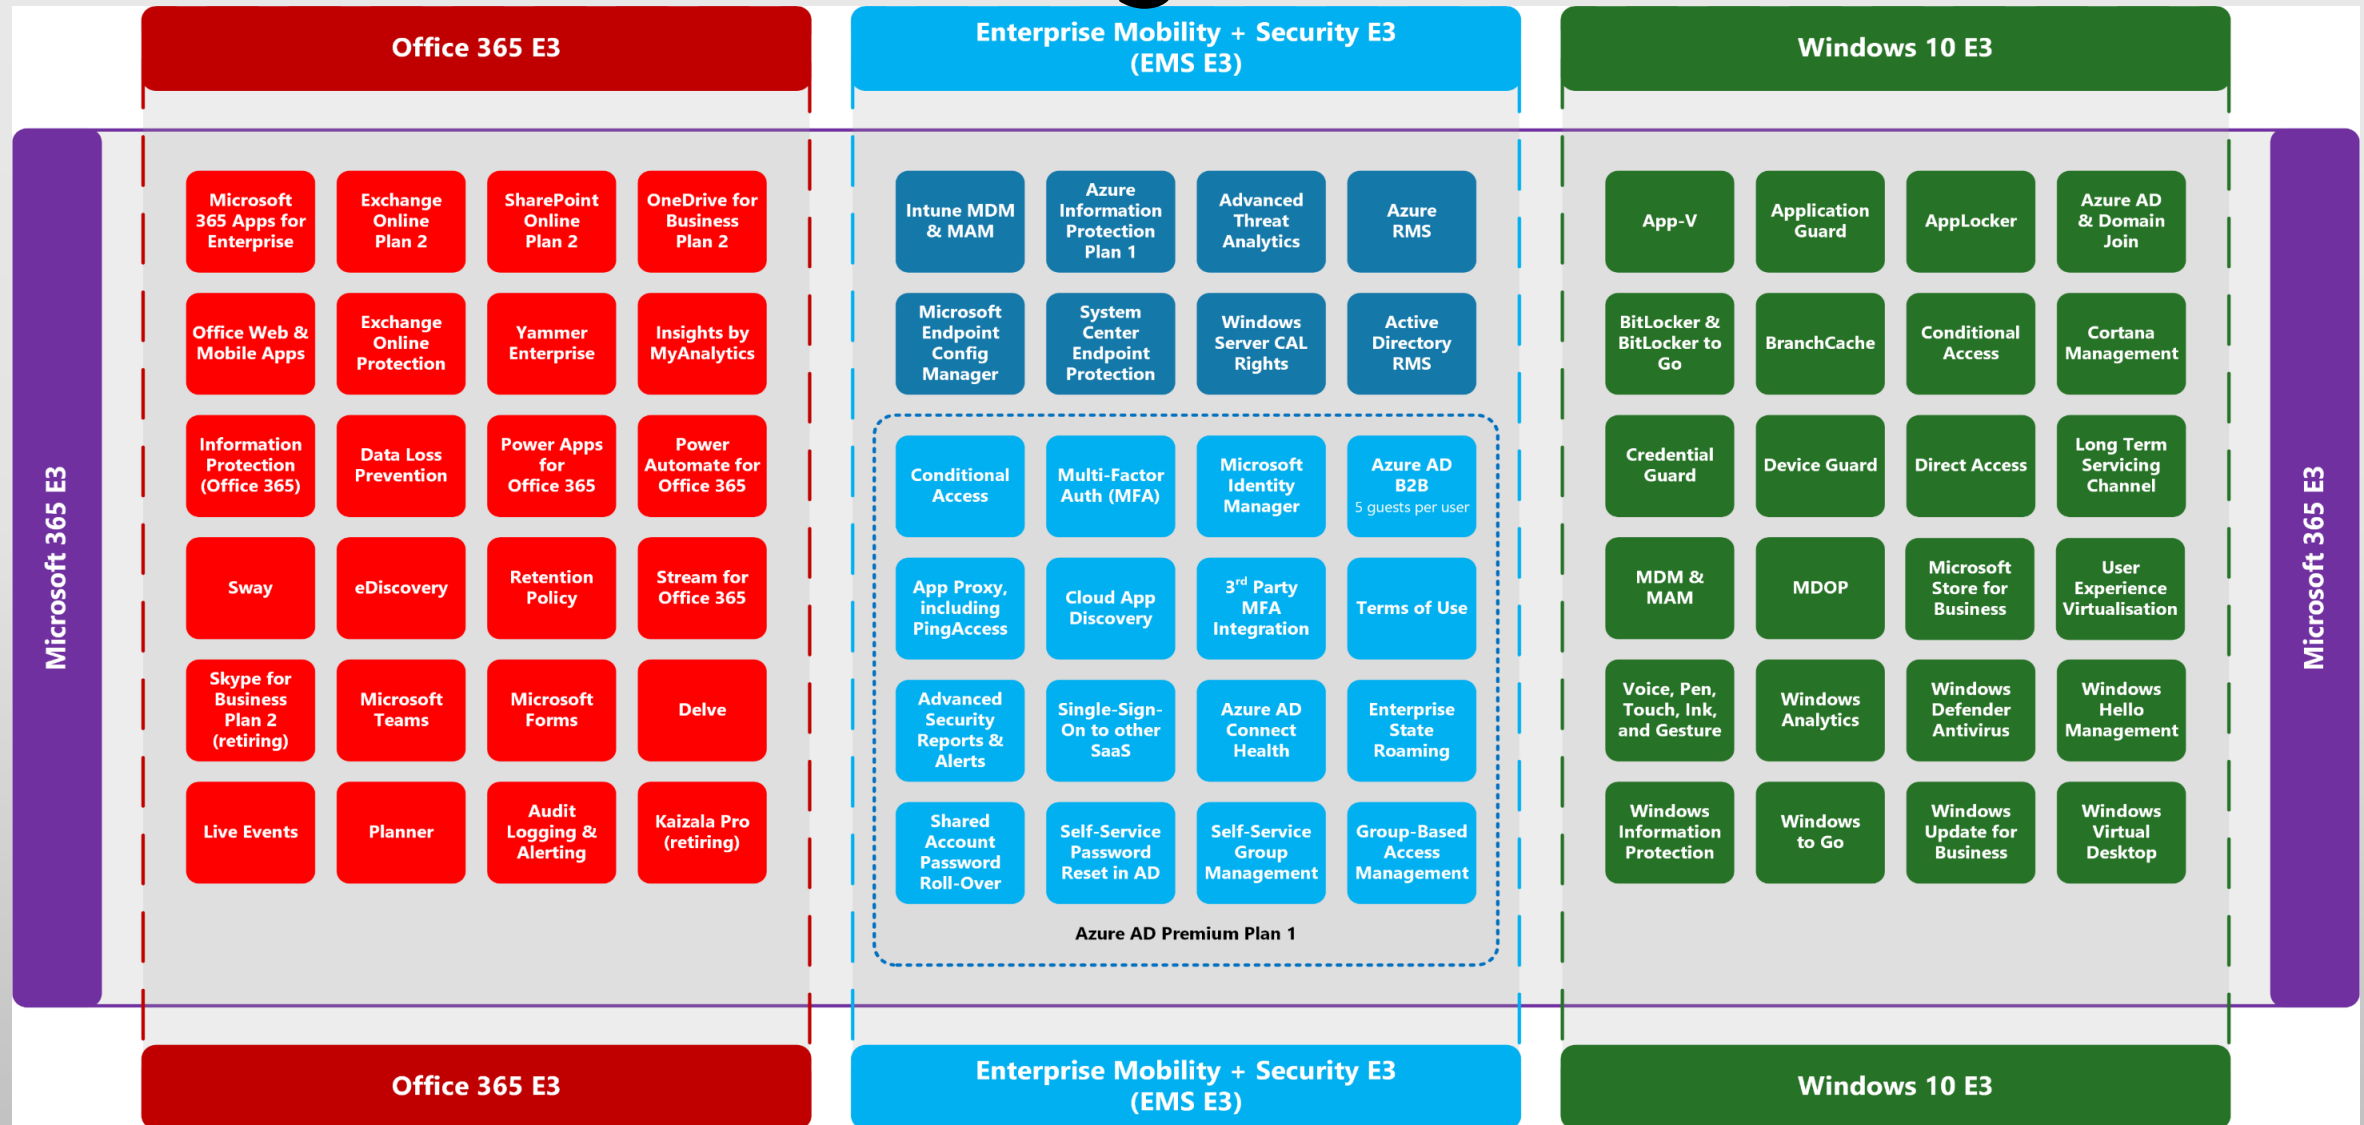 Office 365 E3
Enterprise Mobility + Security E3
(EMS E3)
Windows 10 E3
Microsoft 365 E3
Microsoft
365 Apps for
Enterprise
Exchange
Online
Plan 2
SharePoint
Online
Plan 2
OneDrive for
Business
Plan 2
Office Web &
Mobile Apps
Exchange
Online
Protection
Yammer
Enterprise
Insights by
MyAnalytics
Information
Protection
(Office 365)
Data Loss
Prevention
Power Apps
for
Office 365
Power
Automate for
Office 365
Sway
eDiscovery
Retention
Policy
Stream for
Office 365
Skype for
Business
Plan 2
(retiring)
Microsoft
Teams
Microsoft
Forms
Delve
Live Events
Planner
Audit
Logging &
Alerting
Kaizala Pro
(retiring)
Intune MDM
& MAM
Azure
Information
Protection
Plan 1
Advanced
Threat
Analytics
Azure
RMS
Microsoft
Endpoint
Config
Manager
System
Center
Endpoint
Protection
Windows
Server CAL
Rights
Active
Directory
RMS
Conditional
Access
Multi-Factor
Auth (MFA)
Microsoft
Identity
Manager
Azure AD
B2B
5 guests per user
App Proxy,
including
PingAccess
Cloud App
Discovery
3rd Party
MFA
Integration
Terms of Use
Advanced
Security
Reports &
Alerts
Single-Sign-
On to other
SaaS
Azure AD
Connect
Health
Enterprise
State
Roaming
Shared
Account
Password
Roll-Over
Self-Service
Password
Reset in AD
Self-Service
Group
Management
Group-Based
Access
Management
Azure AD Premium Plan 1
App-V
Application
Guard
AppLocker
Azure AD
& Domain
Join
BitLocker &
BitLocker to
Go
BranchCache
Conditional
Access
Cortana
Management
Credential
Guard
Device Guard
Direct Access
Long Term
Servicing
Channel
MDM &
MAM
MDOP
Microsoft
Store for
Business
User
Experience
Virtualisation
Voice, Pen,
Touch, Ink,
and Gesture
Windows
Analytics
Windows
Defender
Antivirus
Windows
Hello
Management
Windows
Information
Protection
Windows
to Go
Windows
Update for
Business
Windows
Virtual
Desktop
Microsoft 365 E3
Office 365 E3
Enterprise Mobility + Security E3
(EMS E3)
Windows 10 E3